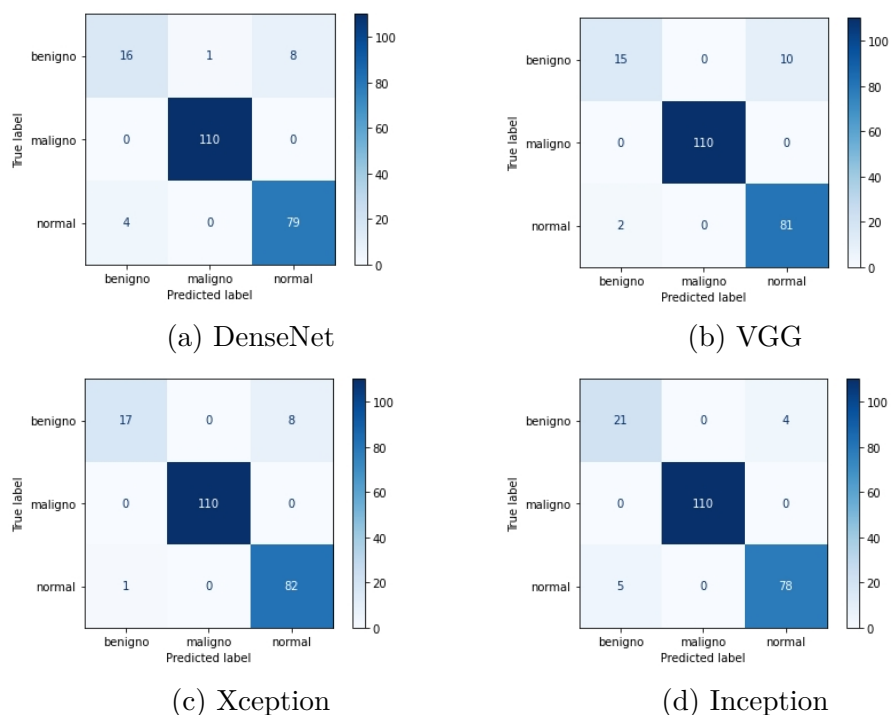 benigno 16 1 8
maligno 0 110 0
normal 4 0 79
benigno maligno normal
Predicted label
True label
100
80
60
40
20
0
(a) DenseNet
benigno 15 0 10
maligno 0 110 0
normal 2 0 81
benigno maligno normal
Predicted label
True label
100
80
60
40
20
0
(b) VGG
benigno 17 0 8
maligno 0 110 0
normal 1 0 82
benigno maligno normal
Predicted label
True label
100
80
60
40
20
0
(c) Xception
benigno 21 0 4
maligno 0 110 0
normal 5 0 78
benigno maligno normal
Predicted label
True label
100
80
60
40
20
0
(d) Inception